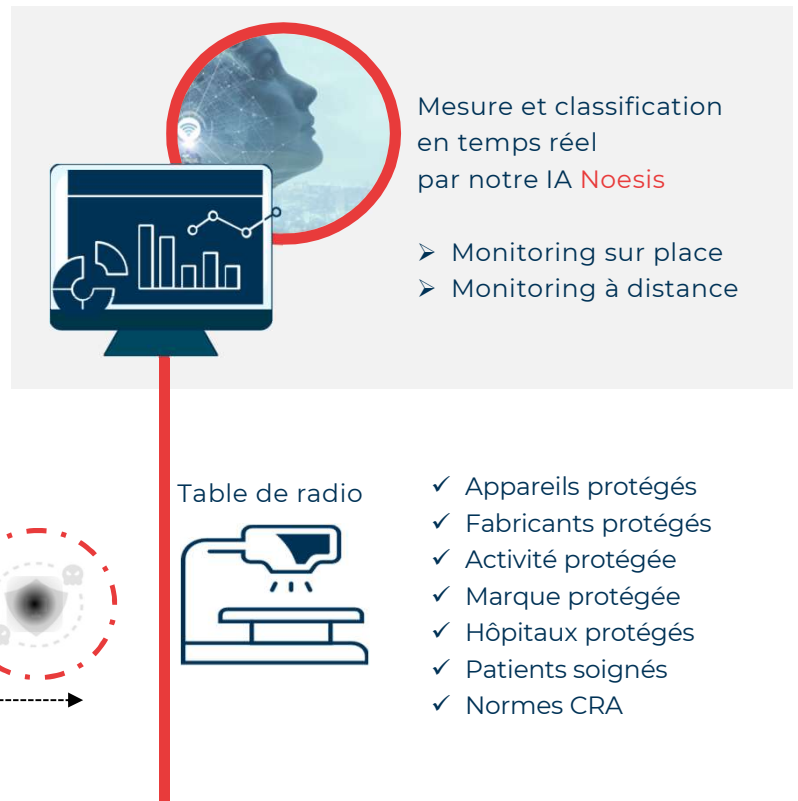 Mesure et classification
en temps réel
par notre IA Noesis
➢ Monitoring sur place
➢ Monitoring à distance
Table de radio
✓ Appareils protégés
✓ Fabricants protégés
✓ Activité protégée
✓ Marque protégée
✓ Hôpitaux protégés
✓ Patients soignés
✓ Normes CRA